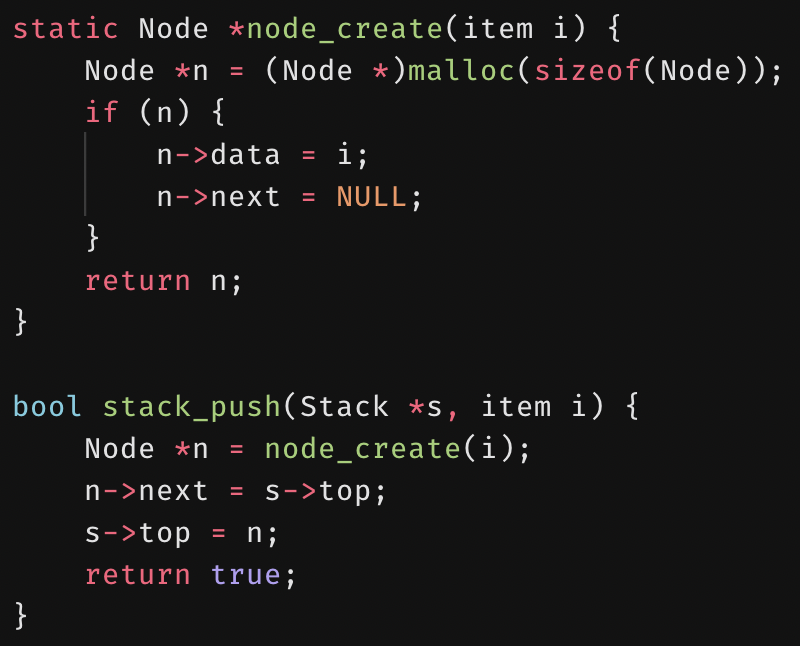 static Node *node_create(item i) {
    Node *n = (Node *)malloc(sizeof(Node));
    if (n) {
        n->data = i;
        n->next = NULL;
    }
    return n;
}

bool stack_push(Stack *s, item i) {
    Node *n = node_create(i);
    n->next = s->top;
    s->top = n;
    return true;
}